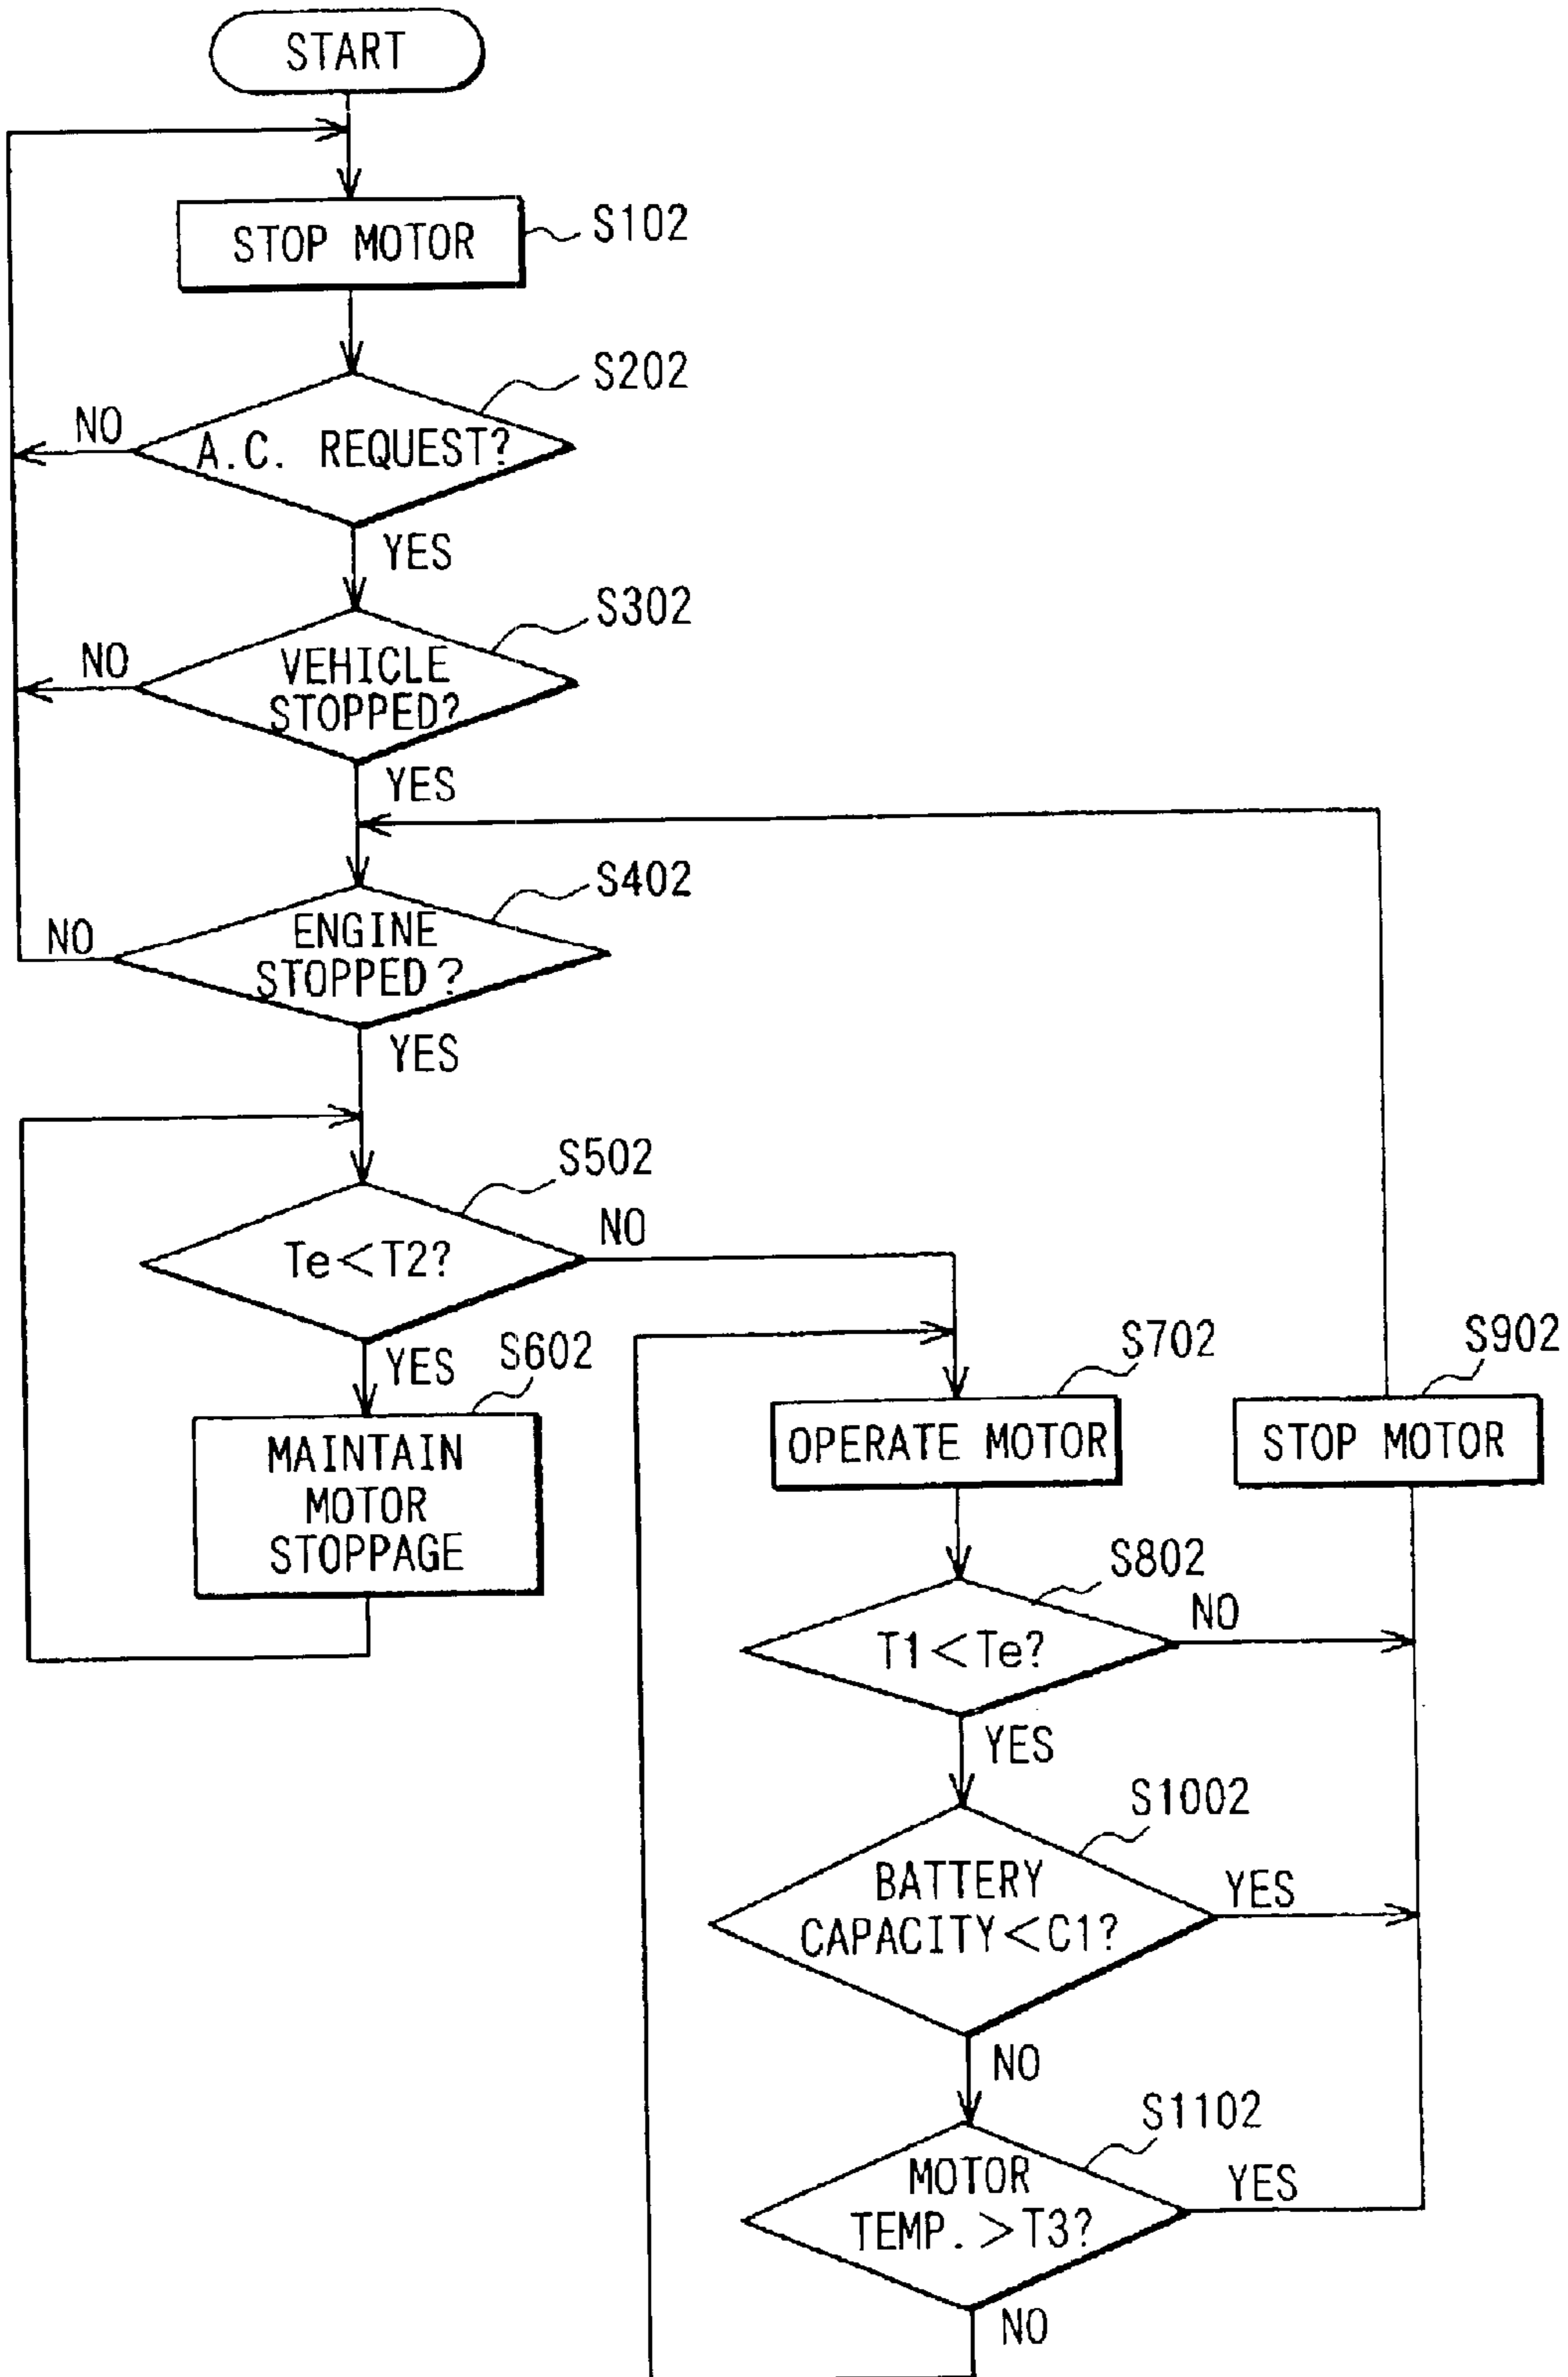 START
STOP MOTOR
S102
S202
NO
A.C. REQUEST?
YES
S302
NO
VEHICLE
STOPPED?
YES
S402
NO
ENGINE
STOPPED?
YES
S502
Te<T2?
NO
YES
S602
MAINTAIN
MOTOR
STOPPAGE
S702
OPERATE MOTOR
S902
STOP MOTOR
S802
T1<Te?
NO
YES
S1002
BATTERY
CAPACITY<C1?
YES
NO
S1102
MOTOR
TEMP.>T3?
YES
NO